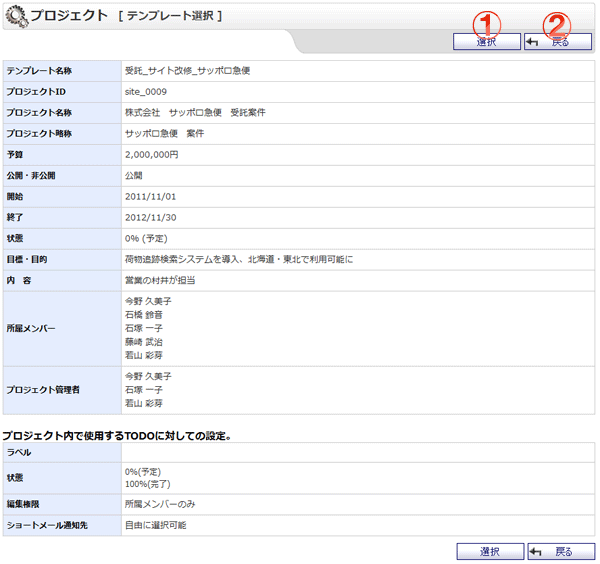 プロジェクト [ テンプレート選択 ]
① ②
選択 戻る
テンプレート名称 受託_サイト改修_サッポロ急便
プロジェクトID site_0009
プロジェクト名称 株式会社　サッポロ急便　受託案件
プロジェクト略称 サッポロ急便　案件
予算 2,000,000円
公開・非公開 公開
開始 2011/11/01
終了 2012/11/30
状態 0% (予定)
目標・目的 荷物追跡検索システムを導入、北海道・東北で利用可能に
内　容 営業の村井が担当
所属メンバー
今野 久美子
石橋 鈴音
石塚 一子
藤崎 武治
若山 彩芽
プロジェクト管理者
今野 久美子
石塚 一子
若山 彩芽
プロジェクト内で使用するTODOに対しての設定。
ラベル
状態
0%(予定)
100%(完了)
編集権限 所属メンバーのみ
ショートメール通知先 自由に選択可能
選択 戻る